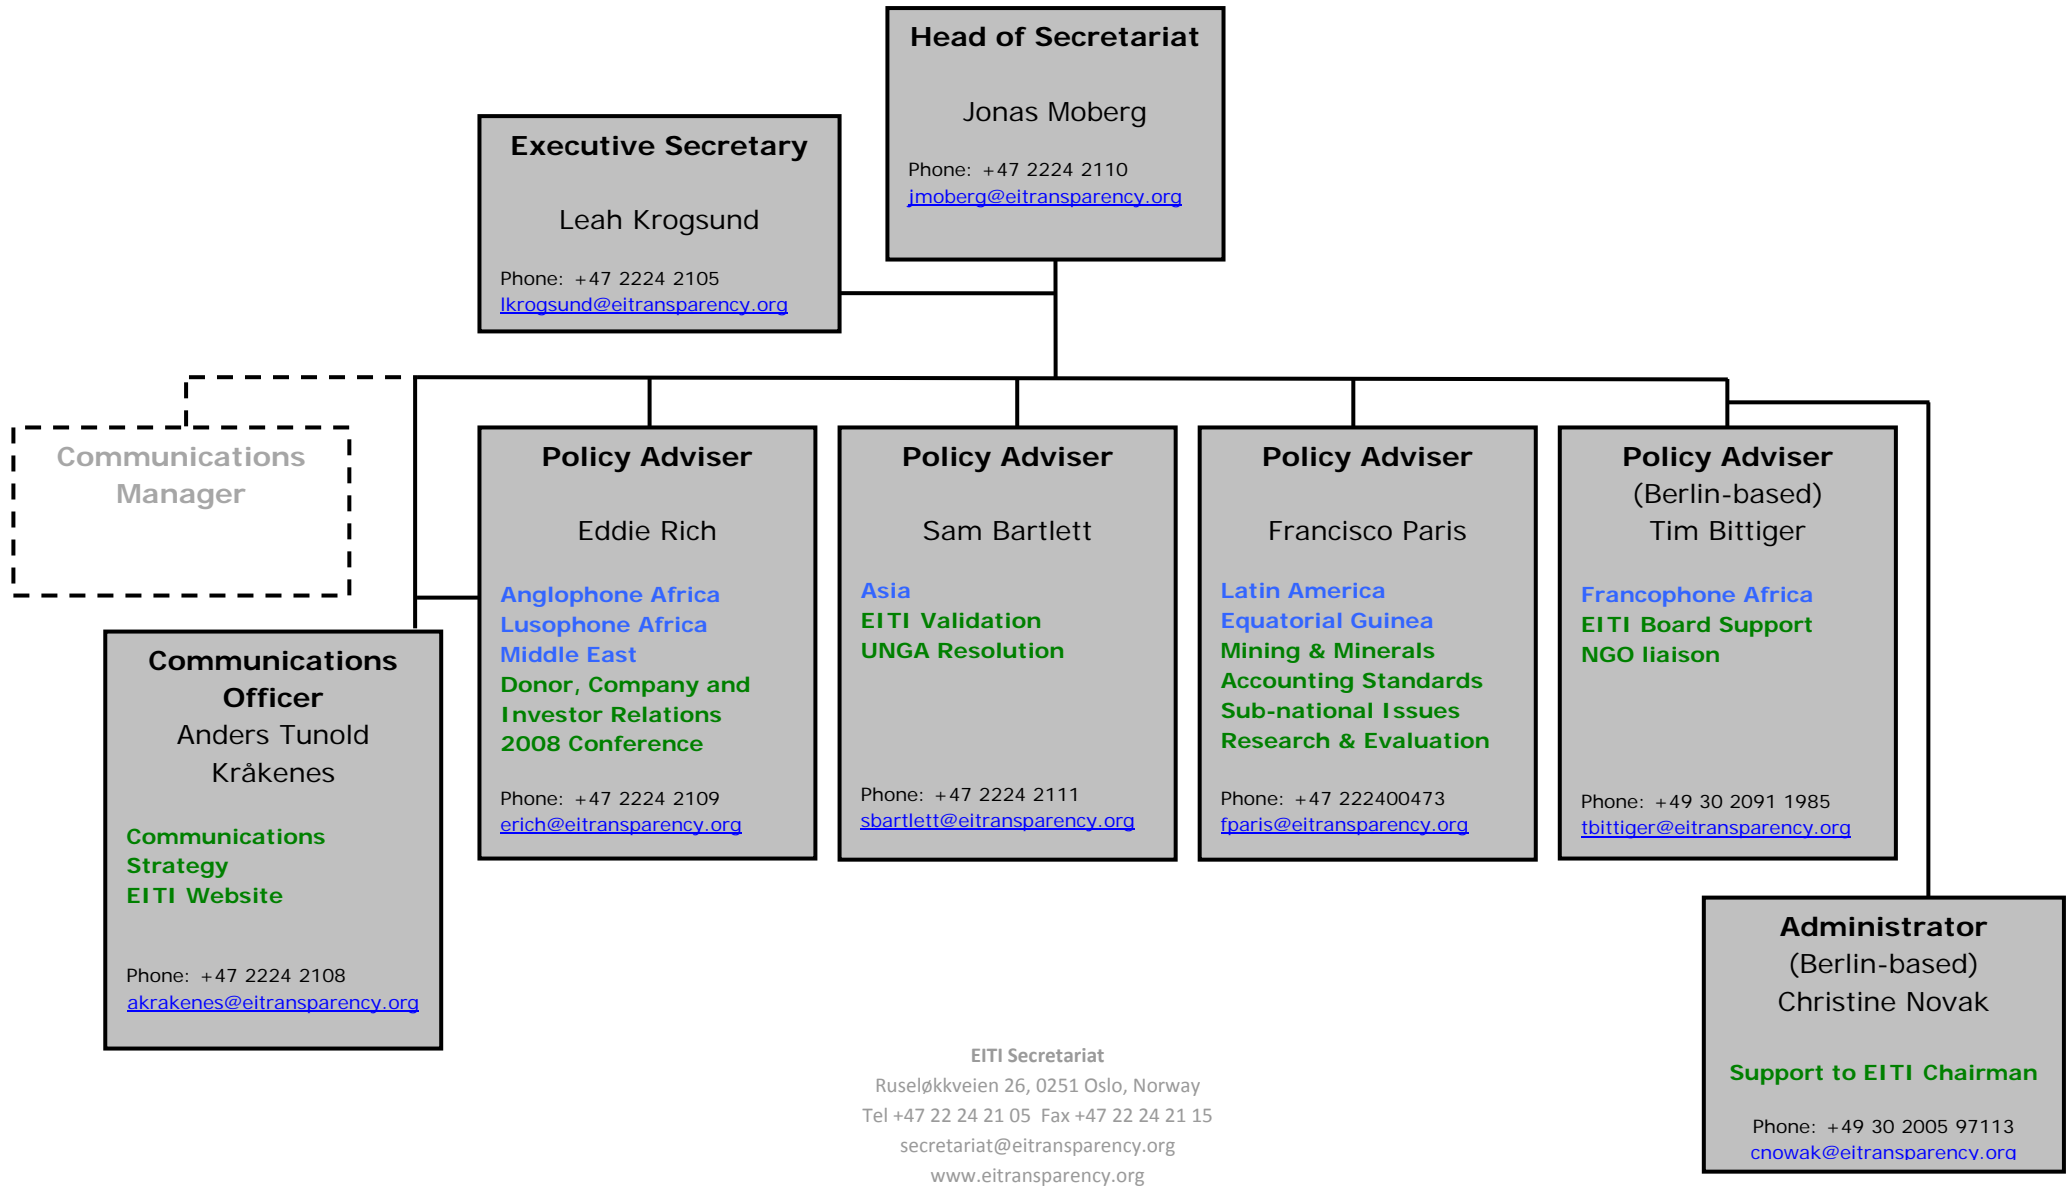 Head of Secretariat
Jonas Moberg
Phone: +47 2224 2110
jmoberg@eitransparency.org
Executive Secretary
Leah Krogsund
Phone: +47 2224 2105
lkrogsund@eitransparency.org
Communications
Manager
Policy Adviser
Eddie Rich
Anglophone Africa
Lusophone Africa
Middle East
Donor, Company and
Investor Relations
2008 Conference
Phone: +47 2224 2109
erich@eitransparency.org
Policy Adviser
Sam Bartlett
Asia
EITI Validation
UNGA Resolution
Phone: +47 2224 2111
sbartlett@eitransparency.org
Policy Adviser
Francisco Paris
Latin America
Equatorial Guinea
Mining & Minerals
Accounting Standards
Sub-national Issues
Research & Evaluation
Phone: +47 222400473
fparis@eitransparency.org
Policy Adviser
(Berlin-based)
Tim Bittiger
Francophone Africa
EITI Board Support
NGO liaison
Phone: +49 30 2091 1985
tbittiger@eitransparency.org
Communications
Officer
Anders Tunold
Kråkenes
Communications
Strategy
EITI Website
Phone: +47 2224 2108
akrakenes@eitransparency.org
Administrator
(Berlin-based)
Christine Novak
Support to EITI Chairman
Phone: +49 30 2005 97113
cnowak@eitransparency.org
EITI Secretariat
Ruseløkkveien 26, 0251 Oslo, Norway
Tel +47 22 24 21 05 Fax +47 22 24 21 15
secretariat@eitransparency.org
www.eitransparency.org